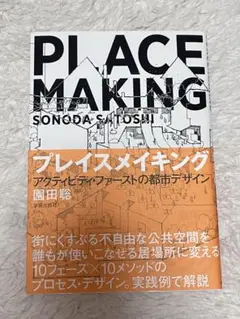 PLACE
MAKING
SONODA SATOSHI
プレイスメイキング
アクティビティ・ファーストの都市デザイン
園田聡
街にくすぶる不自由な公共空間を
誰もが使いこなせる居場所に変える
10フェーズ×10メソッドの
プロセス・デザイン。実践例で解説